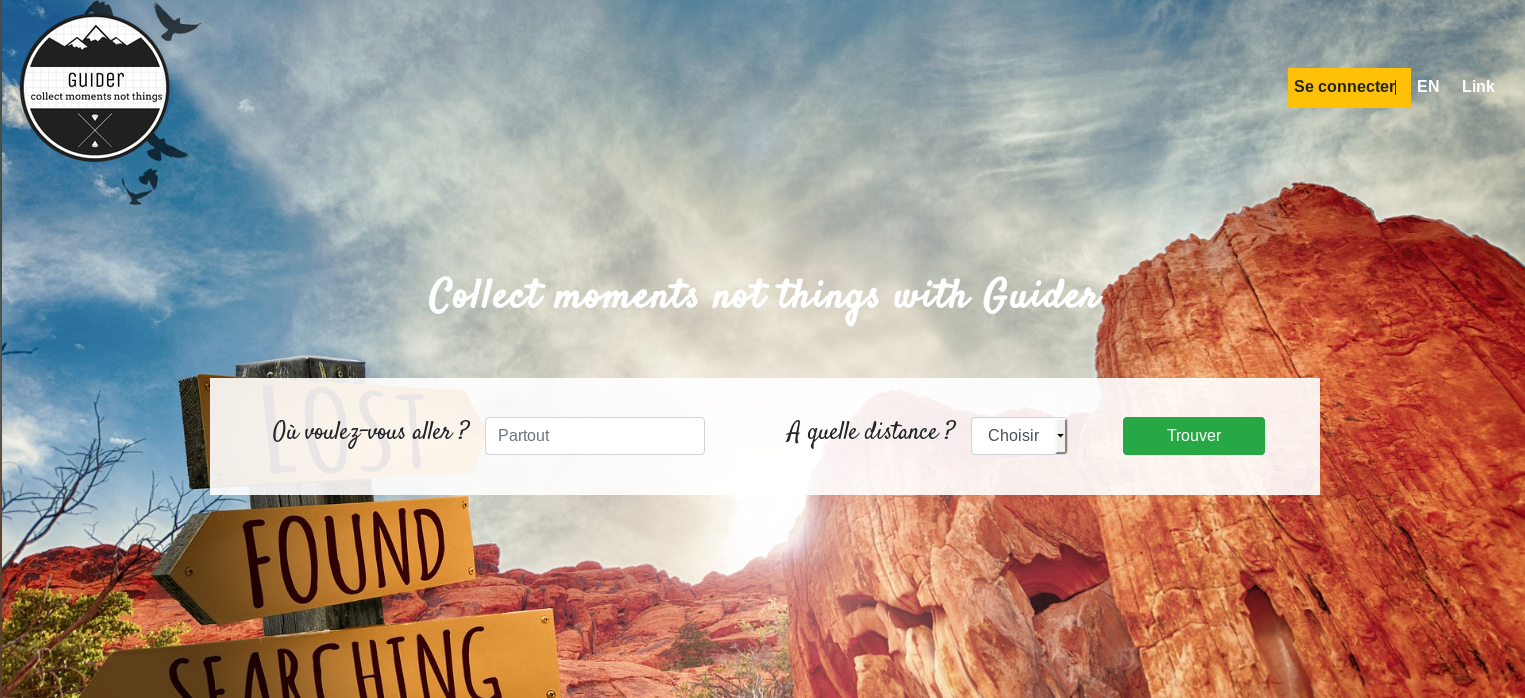 GUIDER
collect moments not things
Se connecter EN Link
Collect moments not things with Guider
LOST
Où voulez-vous aller ? Partout A quelle distance ? Choisir Trouver
FOUND
SEARCHING